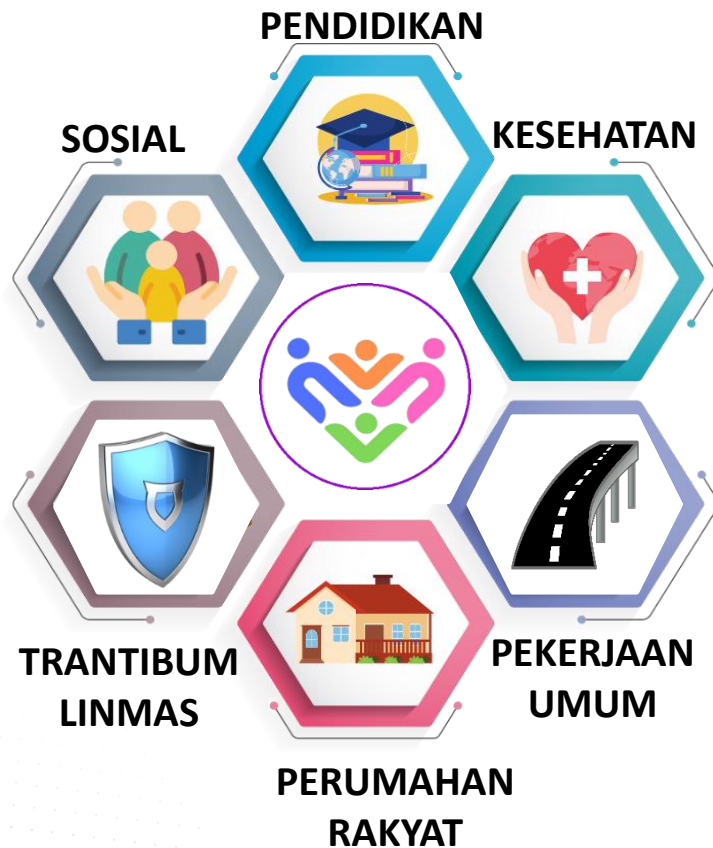 PENDIDIKAN
SOSIAL
KESEHATAN
TRANTIBUM
LINMAS
PEKERJAAN
UMUM
PERUMAHAN
RAKYAT